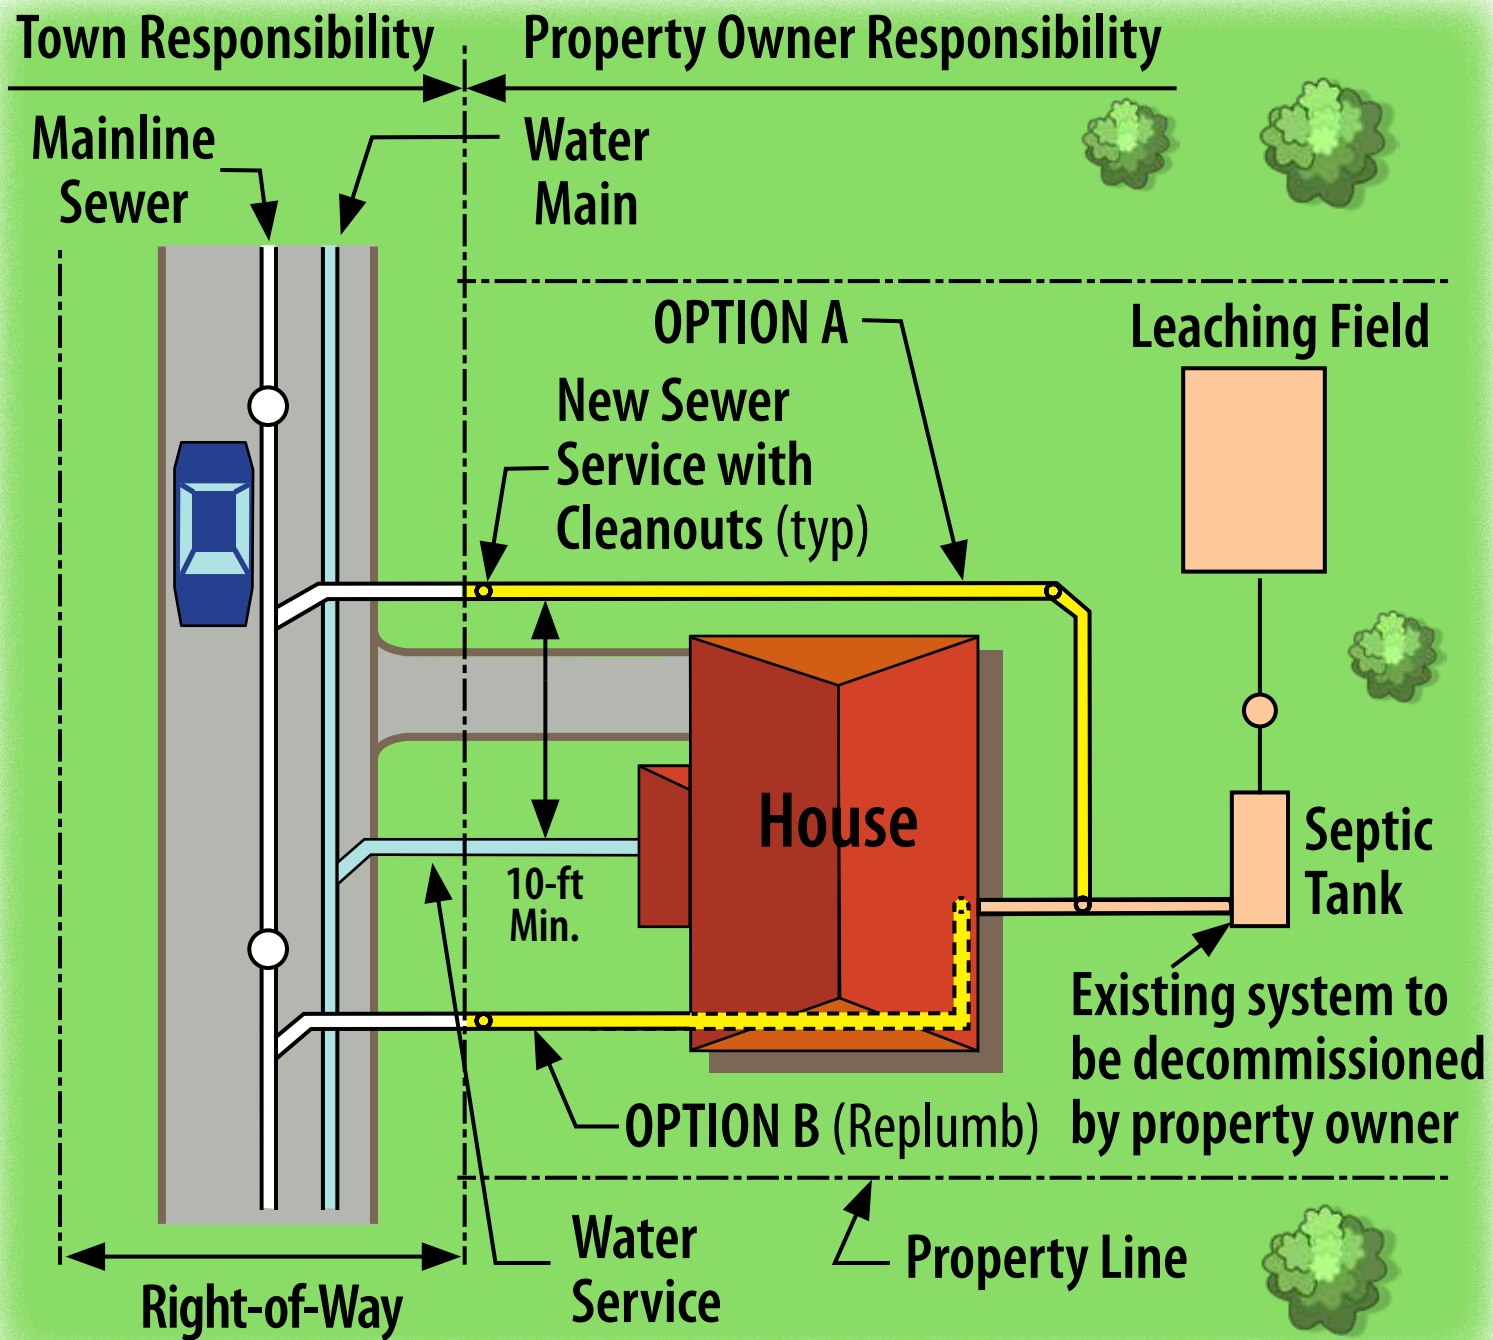 Town Responsibility
Property Owner Responsibility
Mainline
Sewer
Water
Main
OPTION A
Leaching Field
New Sewer
Service with
Cleanouts (typ)
House
10-ft
Min.
Septic
Tank
Existing system to
be decommissioned
by property owner
OPTION B (Replumb)
Water
Service
Property Line
Right-of-Way